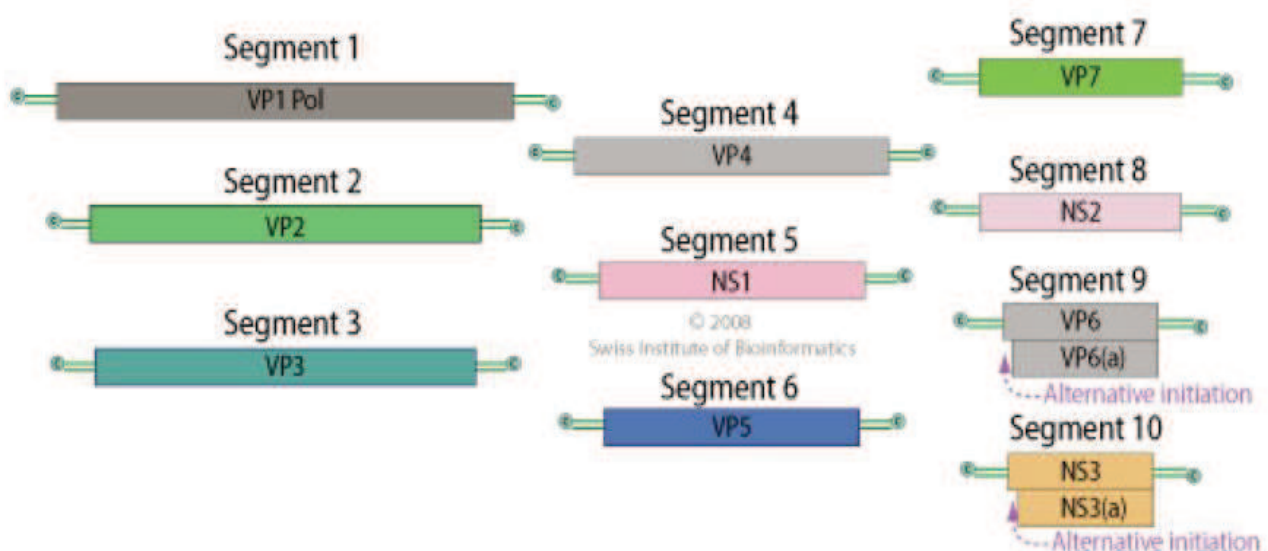 Segment 1
VP1 Pol
Segment 2
VP2
Segment 3
VP3
Segment 4
VP4
Segment 5
NS1
© 2008
Swiss Institute of Bioinformatics
Segment 6
VP5
Segment 7
VP7
Segment 8
NS2
Segment 9
VP6
VP6(a)
Alternative initiation
Segment 10
NS3
NS3(a)
Alternative initiation